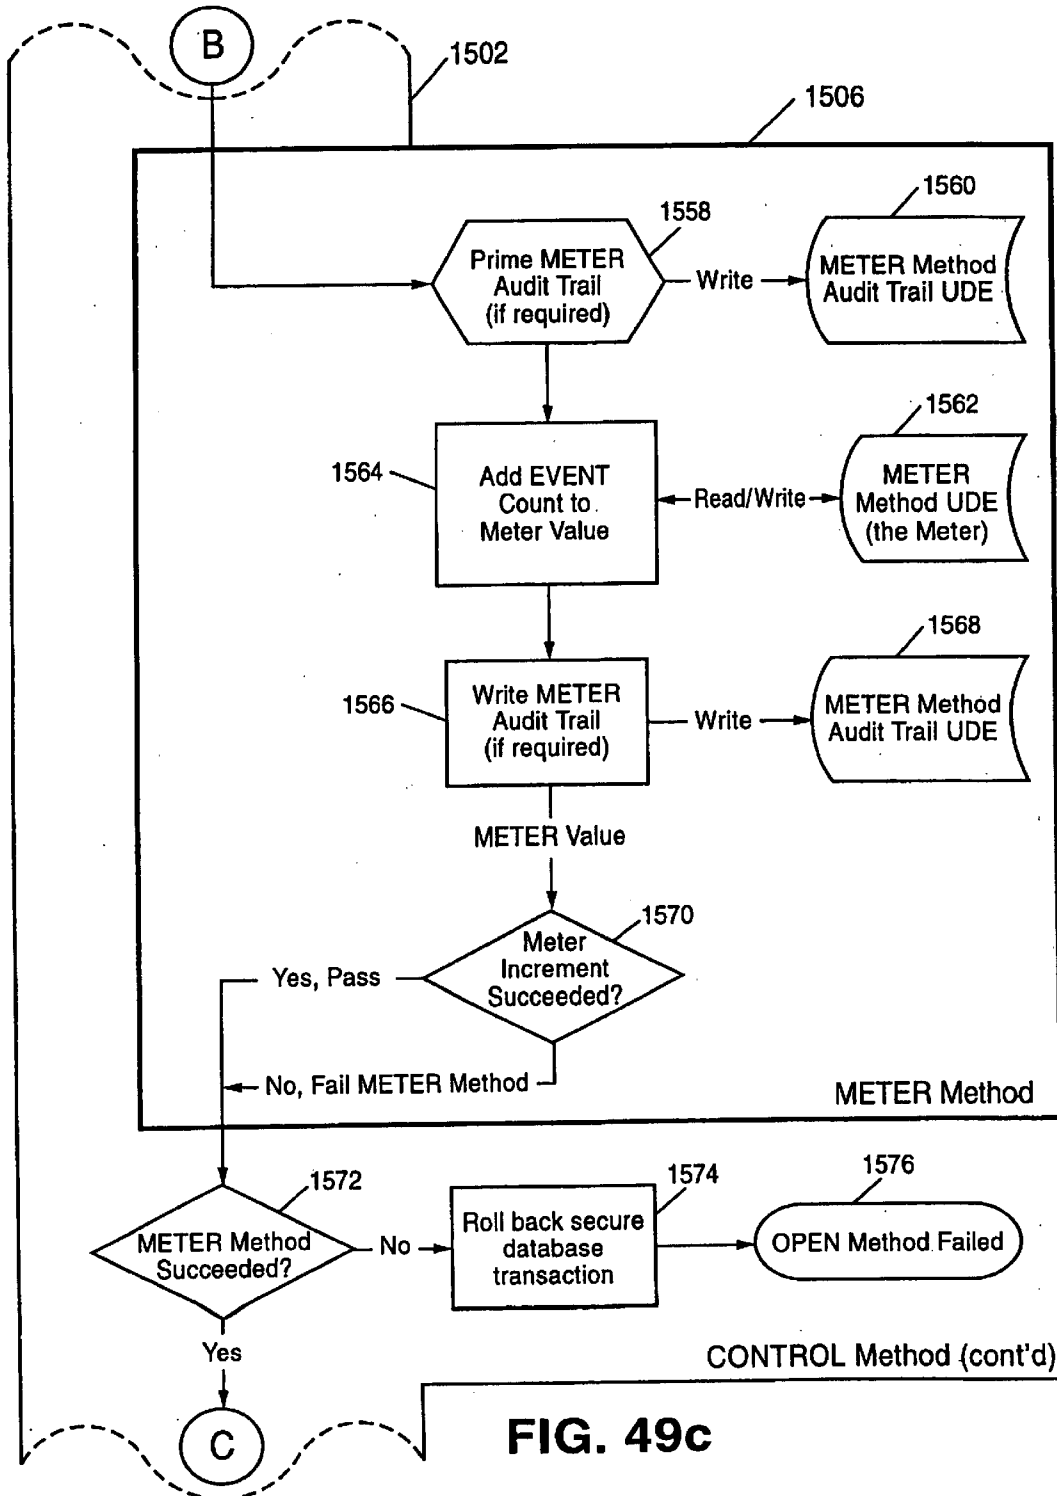 B
1502
1506
1560
1558
Prime METER
Audit Trail
(if required)
Write
METER Method
Audit Trail UDE
1562
1564
Add EVENT
Count to
Meter Value
Read/Write
METER
Method UDE
(the Meter)
1568
1566
Write METER
Audit Trail
(if required)
Write
METER Method
Audit Trail UDE
METER Value
1570
Meter
Increment
Succeeded?
Yes, Pass
No, Fail METER Method
METER Method
1572
METER Method
Succeeded?
No
1574
Roll back secure
database
transaction
1576
OPEN Method Failed
Yes
CONTROL Method (cont'd)
C
FIG. 49c